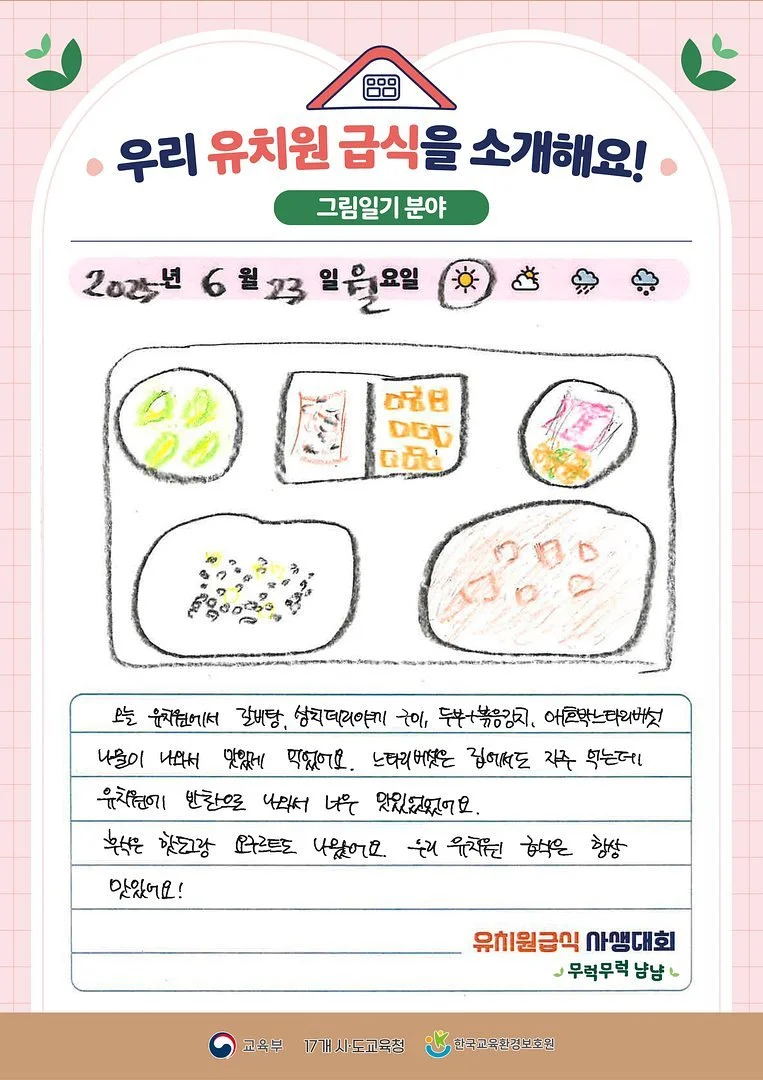 우리 유치원 급식을 소개해요!
그림일기 분야
2025년 6월 23일 월요일
오늘 유치원에서 갈비탕, 삼치데리야끼 구이, 두부+볶음김치, 애호박느타리버섯
나물이 나와서 맛있게 먹었어요. 느타리버섯은 집에서도 자주 먹는데
유치원에 반찬으로 나와서 너무 맛있었어요.
후식은 핫도그랑 요구르트도 나왔어요. 우리 유치원 급식은 항상
맛있어요!
유치원급식 사생대회
무럭무럭 냠냠
교육부 17개 시·도교육청 한국교육환경보호원